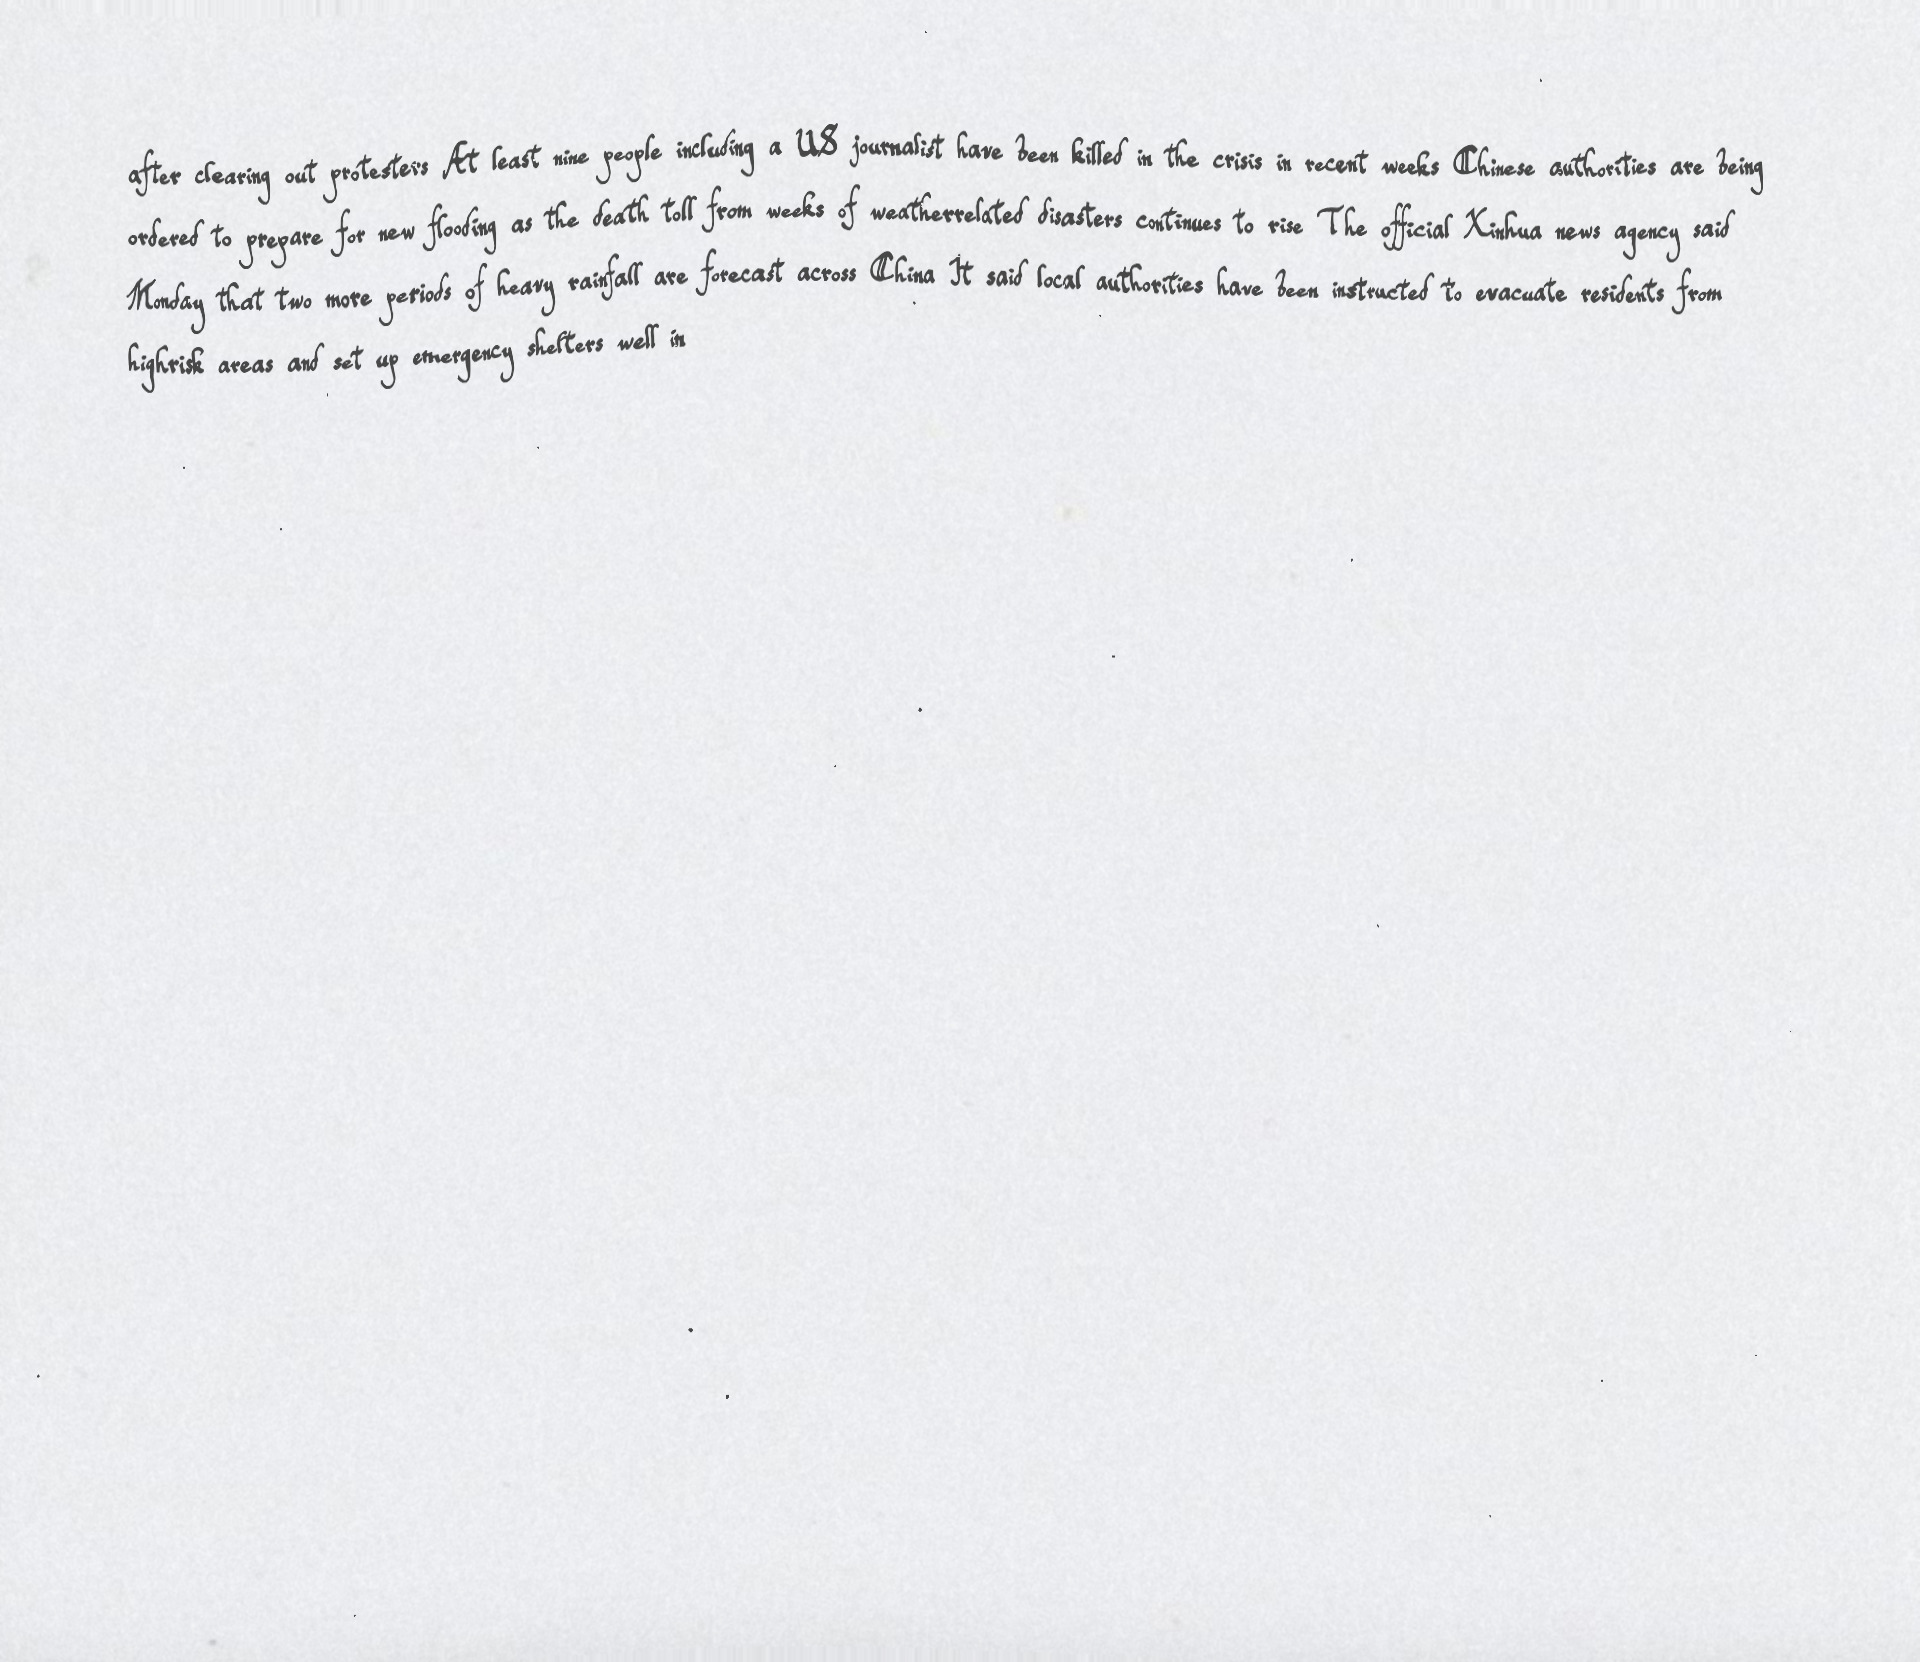 after clearing out protesters At least nine people including a US journalist have been killed in the crisis in recent weeks Chinese authorities are being
ordered to prepare for new flooding as the death toll from weeks of weatherrelated disasters continues to rise The official Xinhua news agency said
Monday that two more periods of heavy rainfall are forecast across China It said local authorities have been instructed to evacuate residents from
highrisk areas and set up emergency shelters well in